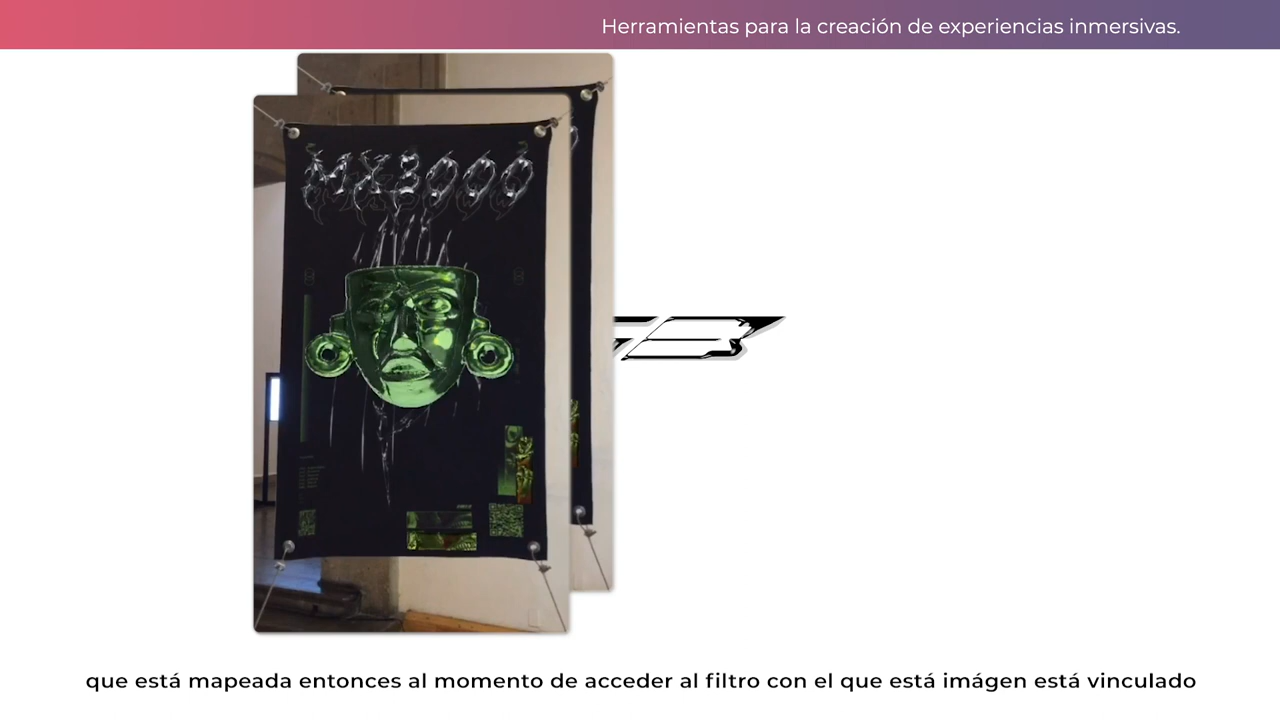 Herramientas para la creación de experiencias inmersivas.
MX3000
que está mapeada entonces al momento de acceder al filtro con el que está imágen está vinculado